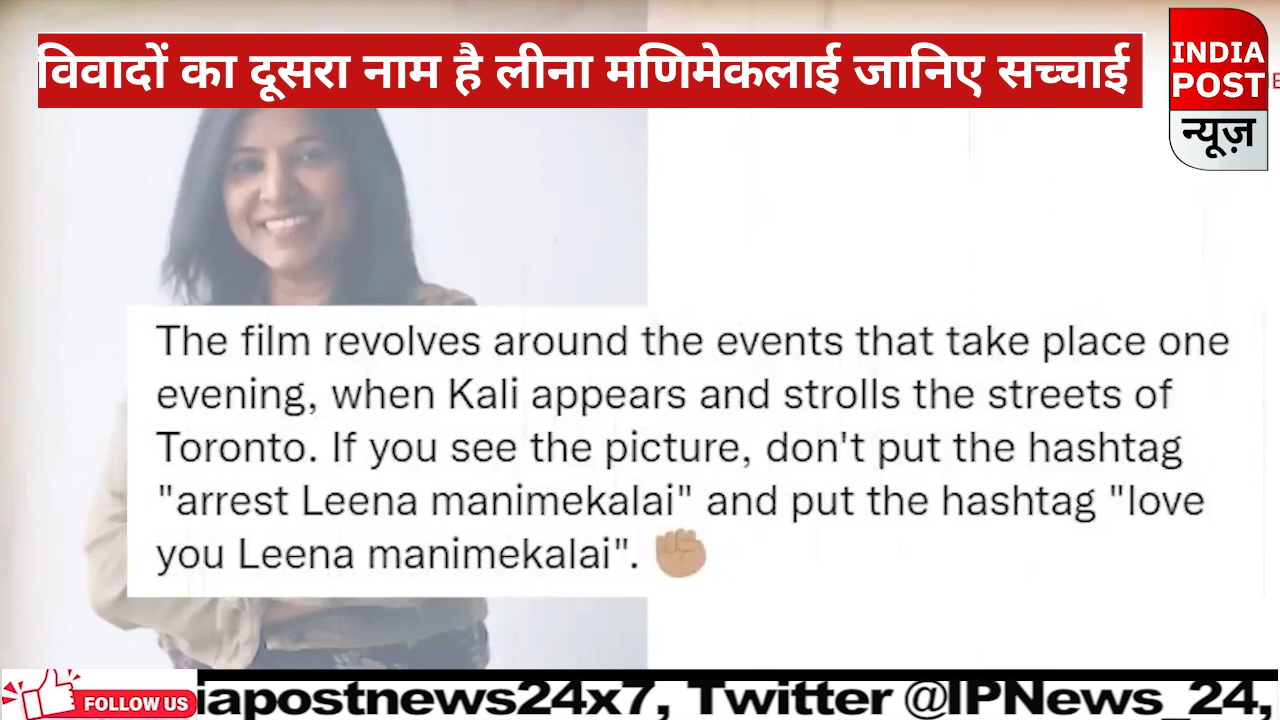 विवादों का दूसरा नाम है लीना मणिमेकलाई जानिए सच्चाई
INDIA
POST
न्यूज़
The film revolves around the events that take place one
evening, when Kali appears and strolls the streets of
Toronto. If you see the picture, don't put the hashtag
"arrest Leena manimekalai" and put the hashtag "love
you Leena manimekalai". ✊🏽
FOLLOW US
iapostnews24x7, Twitter @IPNews_24,